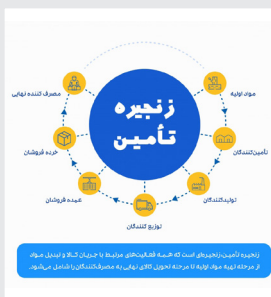 زنجیره
تأمین
مواد اولیه
تأمین‌کنندگان
تولیدکنندگان
توزیع کنندگان
عمده فروشان
خرده فروشان
مصرف کننده نهایی
زنجیره تأمین، زنجیره‌ای است که همه فعالیت‌های مرتبط با جریان کالا و تبدیل مواد
از مرحله تهیه مواد اولیه تا مرحله تحویل کالای نهایی به مصرف‌کنندگان را شامل می‌شود.